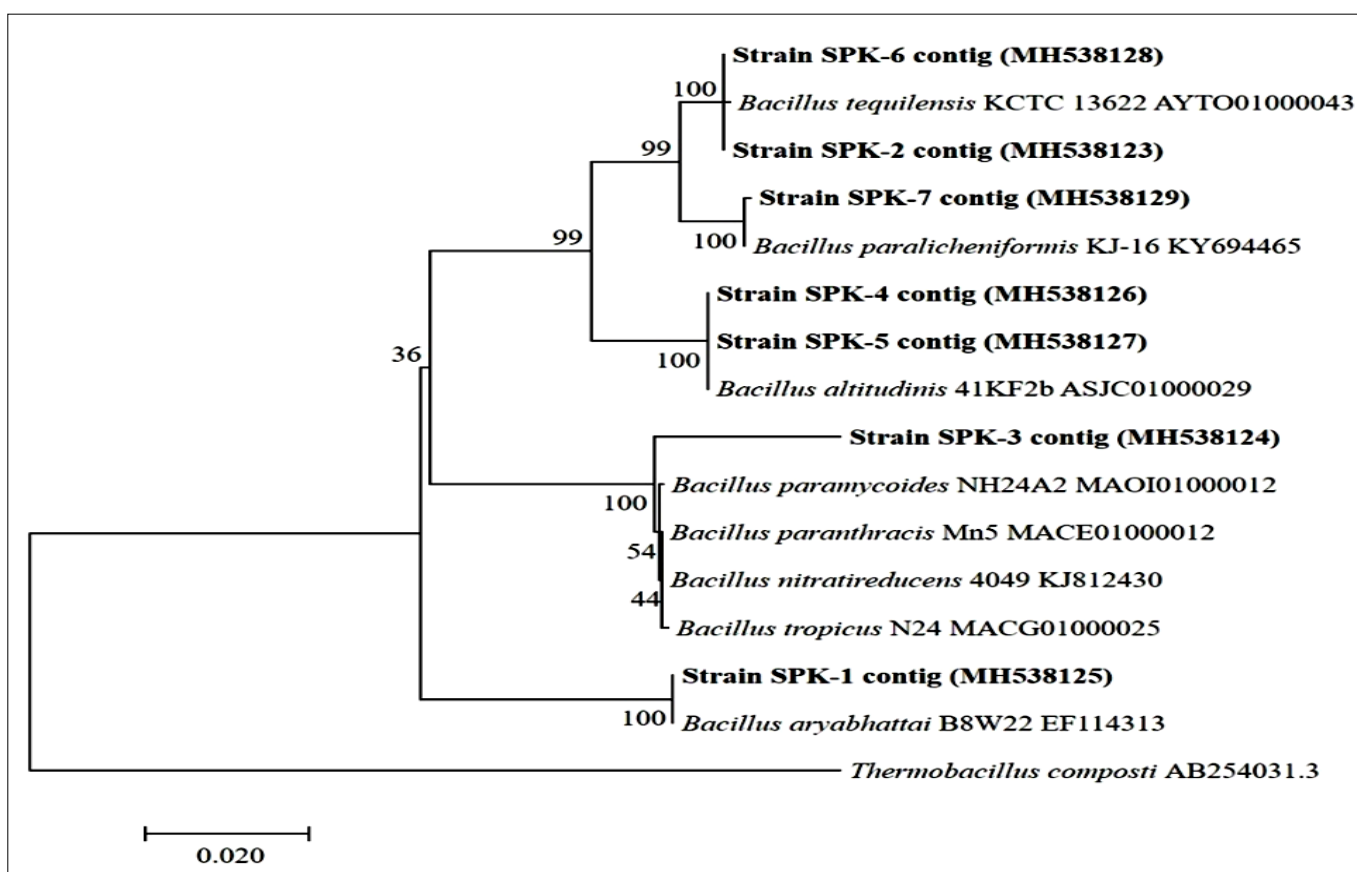 Strain SPK-6 contig (MH538128)
100
Bacillus tequilensis KCTC 13622 AYTO01000043
99
Strain SPK-2 contig (MH538123)
Strain SPK-7 contig (MH538129)
99
100
Bacillus paralicheniformis KJ-16 KY694465
Strain SPK-4 contig (MH538126)
Strain SPK-5 contig (MH538127)
36
100
Bacillus altitudinis 41KF2b ASJC01000029
Strain SPK-3 contig (MH538124)
Bacillus paramycoides NH24A2 MAOI01000012
100
Bacillus paranthracis Mn5 MACE01000012
54
Bacillus nitratireducens 4049 KJ812430
44
Bacillus tropicus N24 MACG01000025
Strain SPK-1 contig (MH538125)
100
Bacillus aryabhattai B8W22 EF114313
Thermobacillus composti AB254031.3
0.020